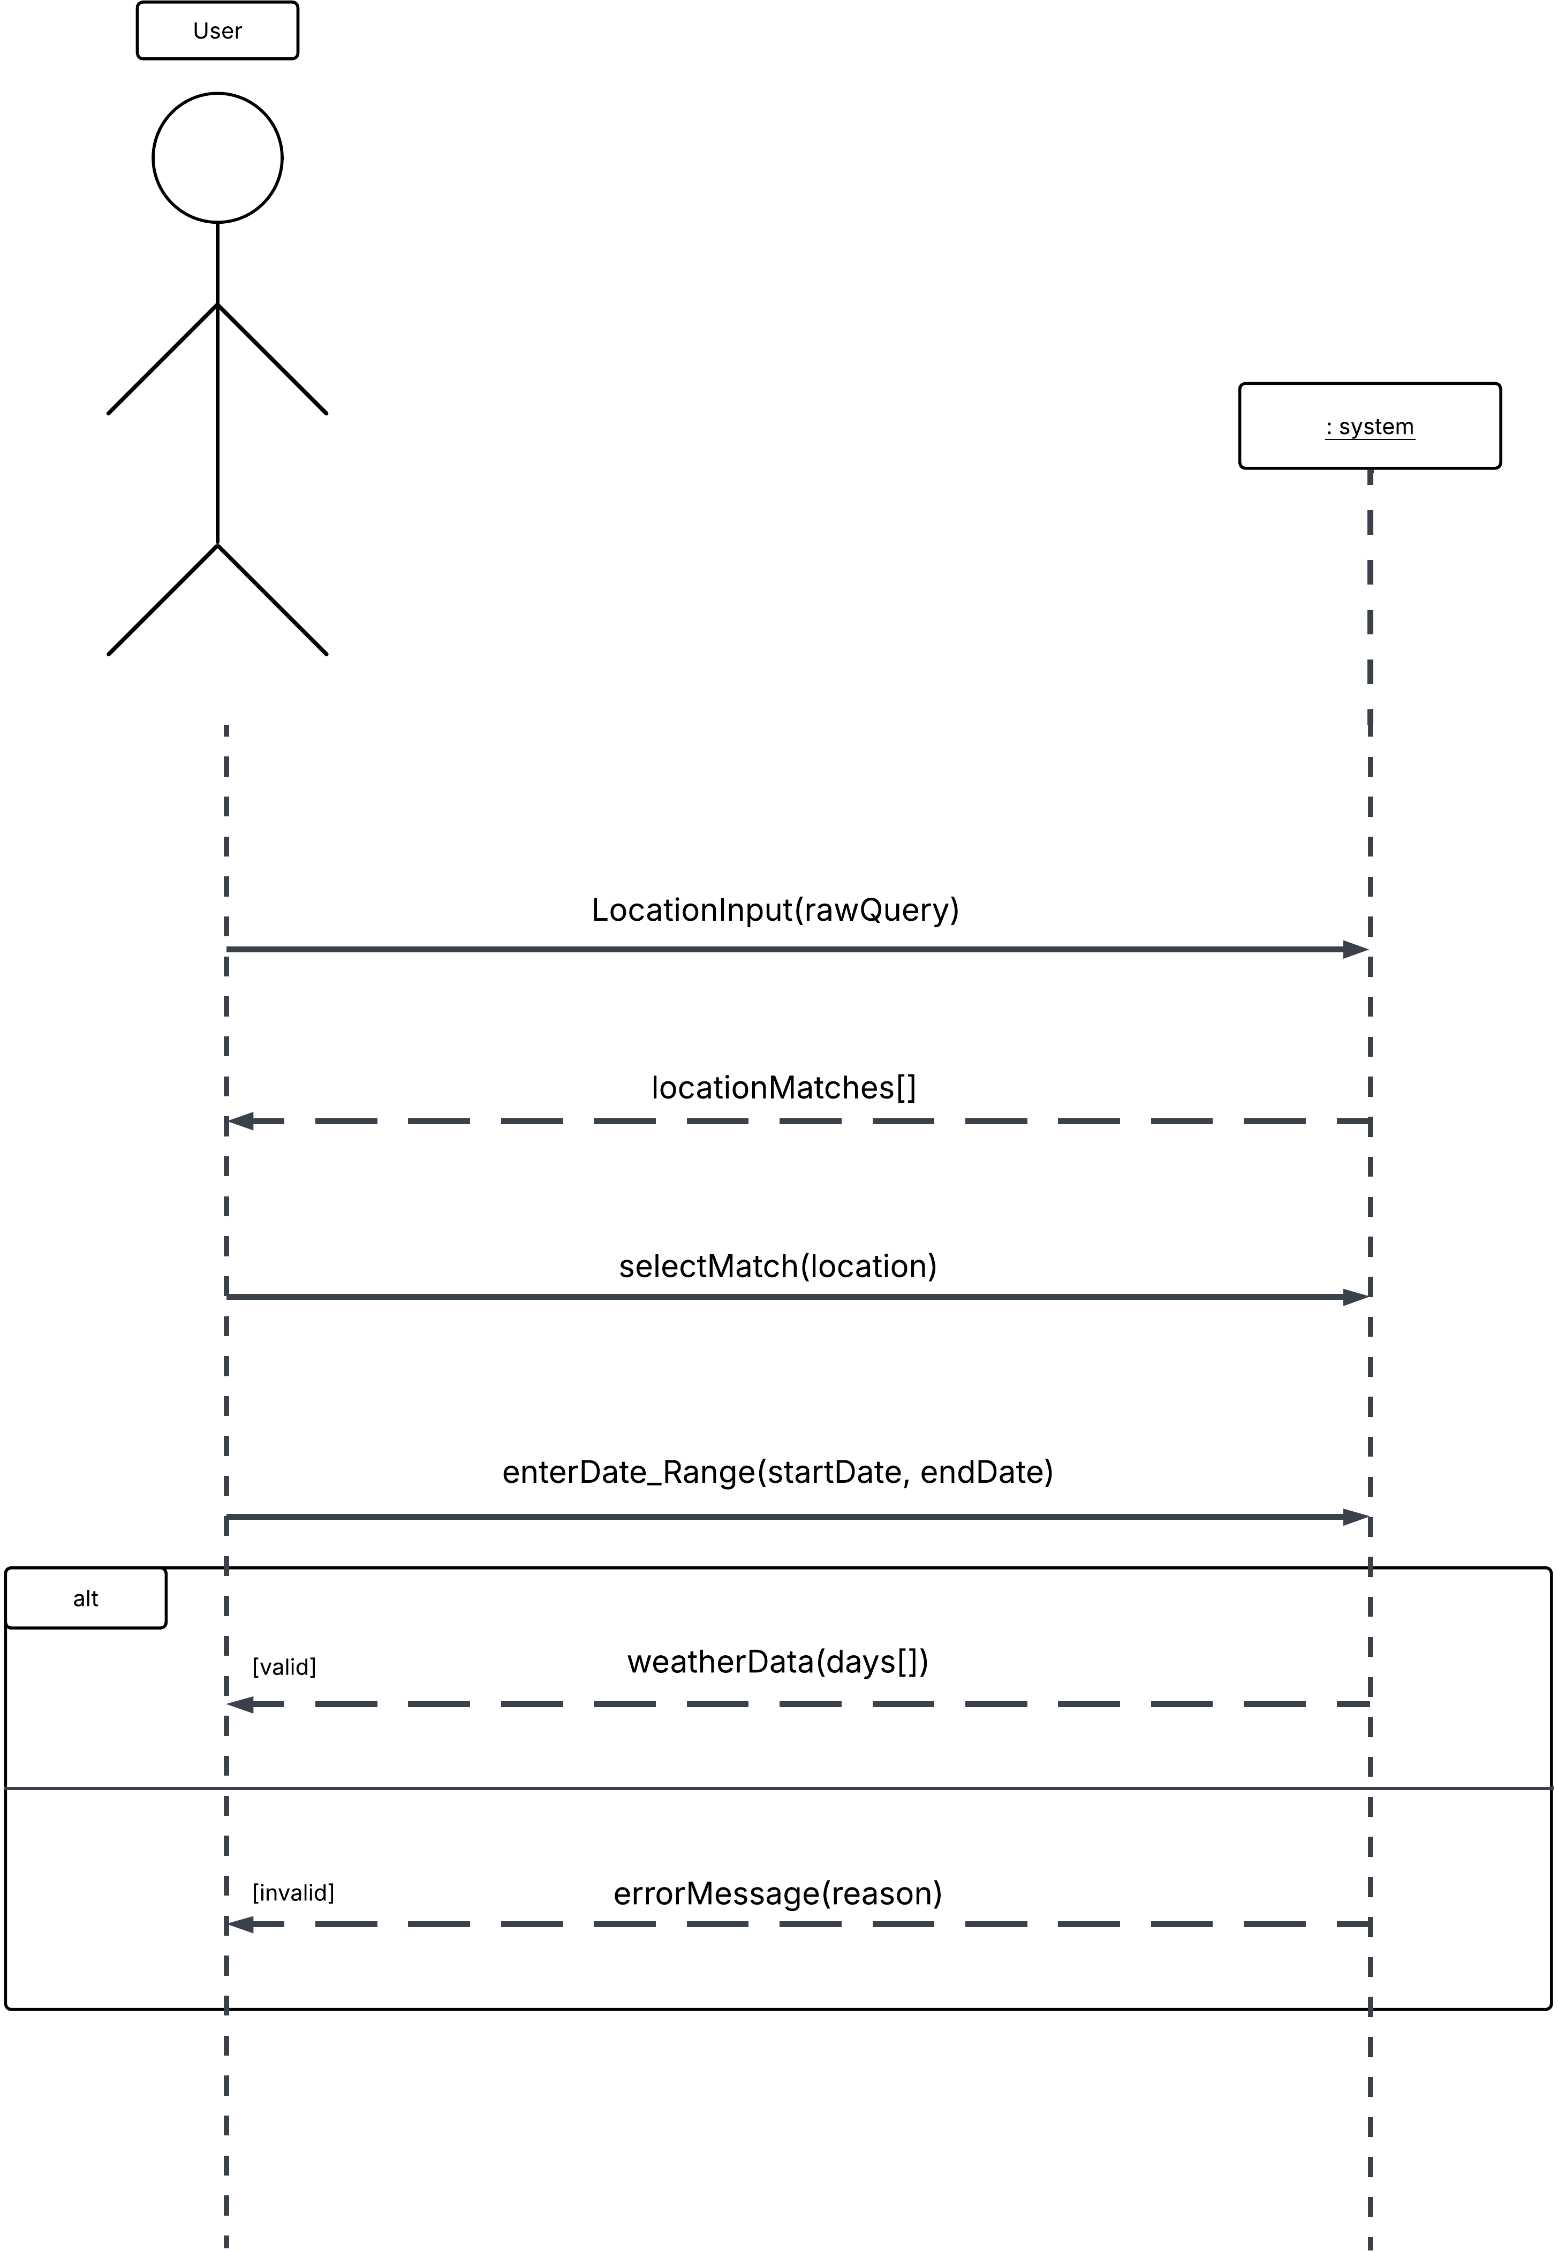 User
: system
LocationInput(rawQuery)
locationMatches[]
selectMatch(location)
enterDate_Range(startDate, endDate)
alt
[valid]
weatherData(days[])
[invalid]
errorMessage(reason)